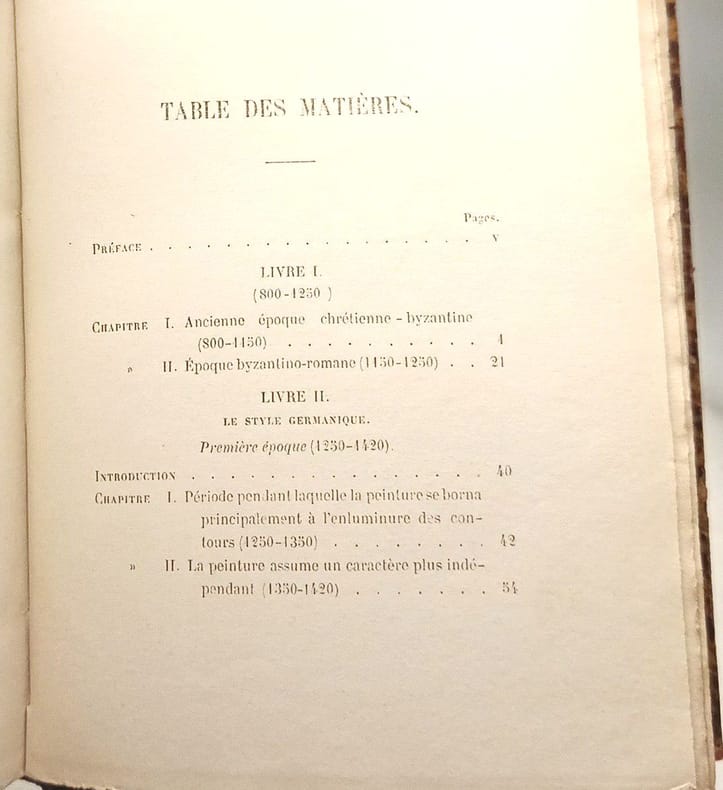 TABLE DES MATIÈRES.
Pages.
PRÉFACE . . . . . . . . . . . . . . . . . V
LIVRE I.
(800-1250 )
CHAPITRE I. Ancienne époque chrétienne-byzantine
(800-1150) . . . . . . . . . . 1
» II. Époque byzantino-romane (1150-1250) . . 21
LIVRE II.
LE STYLE GERMANIQUE.
Première époque (1250-1420).
INTRODUCTION . . . . . . . . . . . . . . . 40
CHAPITRE I. Période pendant laquelle la peinture se borna
principalement à l'enluminure des con-
tours (1250-1350) . . . . . . . . 42
» II. La peinture assume un caractère plus indé-
pendant (1350-1420) . . . . . . . 54